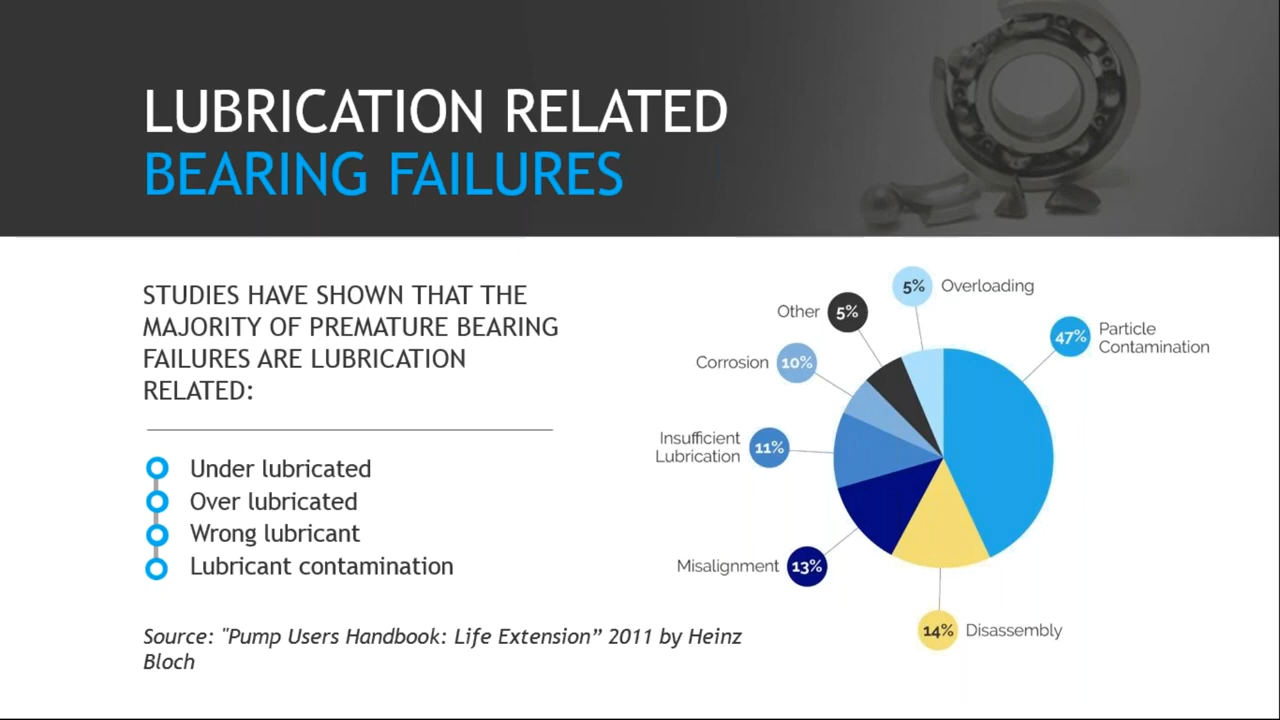 LUBRICATION RELATED
BEARING FAILURES
STUDIES HAVE SHOWN THAT THE
MAJORITY OF PREMATURE BEARING
FAILURES ARE LUBRICATION
RELATED:
Under lubricated
Over lubricated
Wrong lubricant
Lubricant contamination
Source: "Pump Users Handbook: Life Extension” 2011 by Heinz
Bloch
5% Overloading
Other 5%
47% Particle
Contamination
Corrosion 10%
Insufficient
Lubrication 11%
Misalignment 13%
14% Disassembly